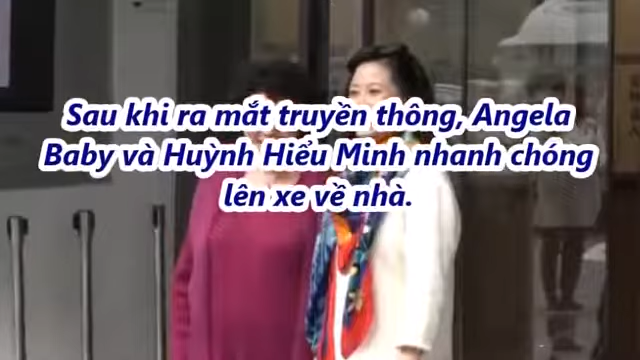 Sau khi ra mắt truyền thông, Angela
Baby và Huỳnh Hiểu Minh nhanh chóng
lên xe về nhà.